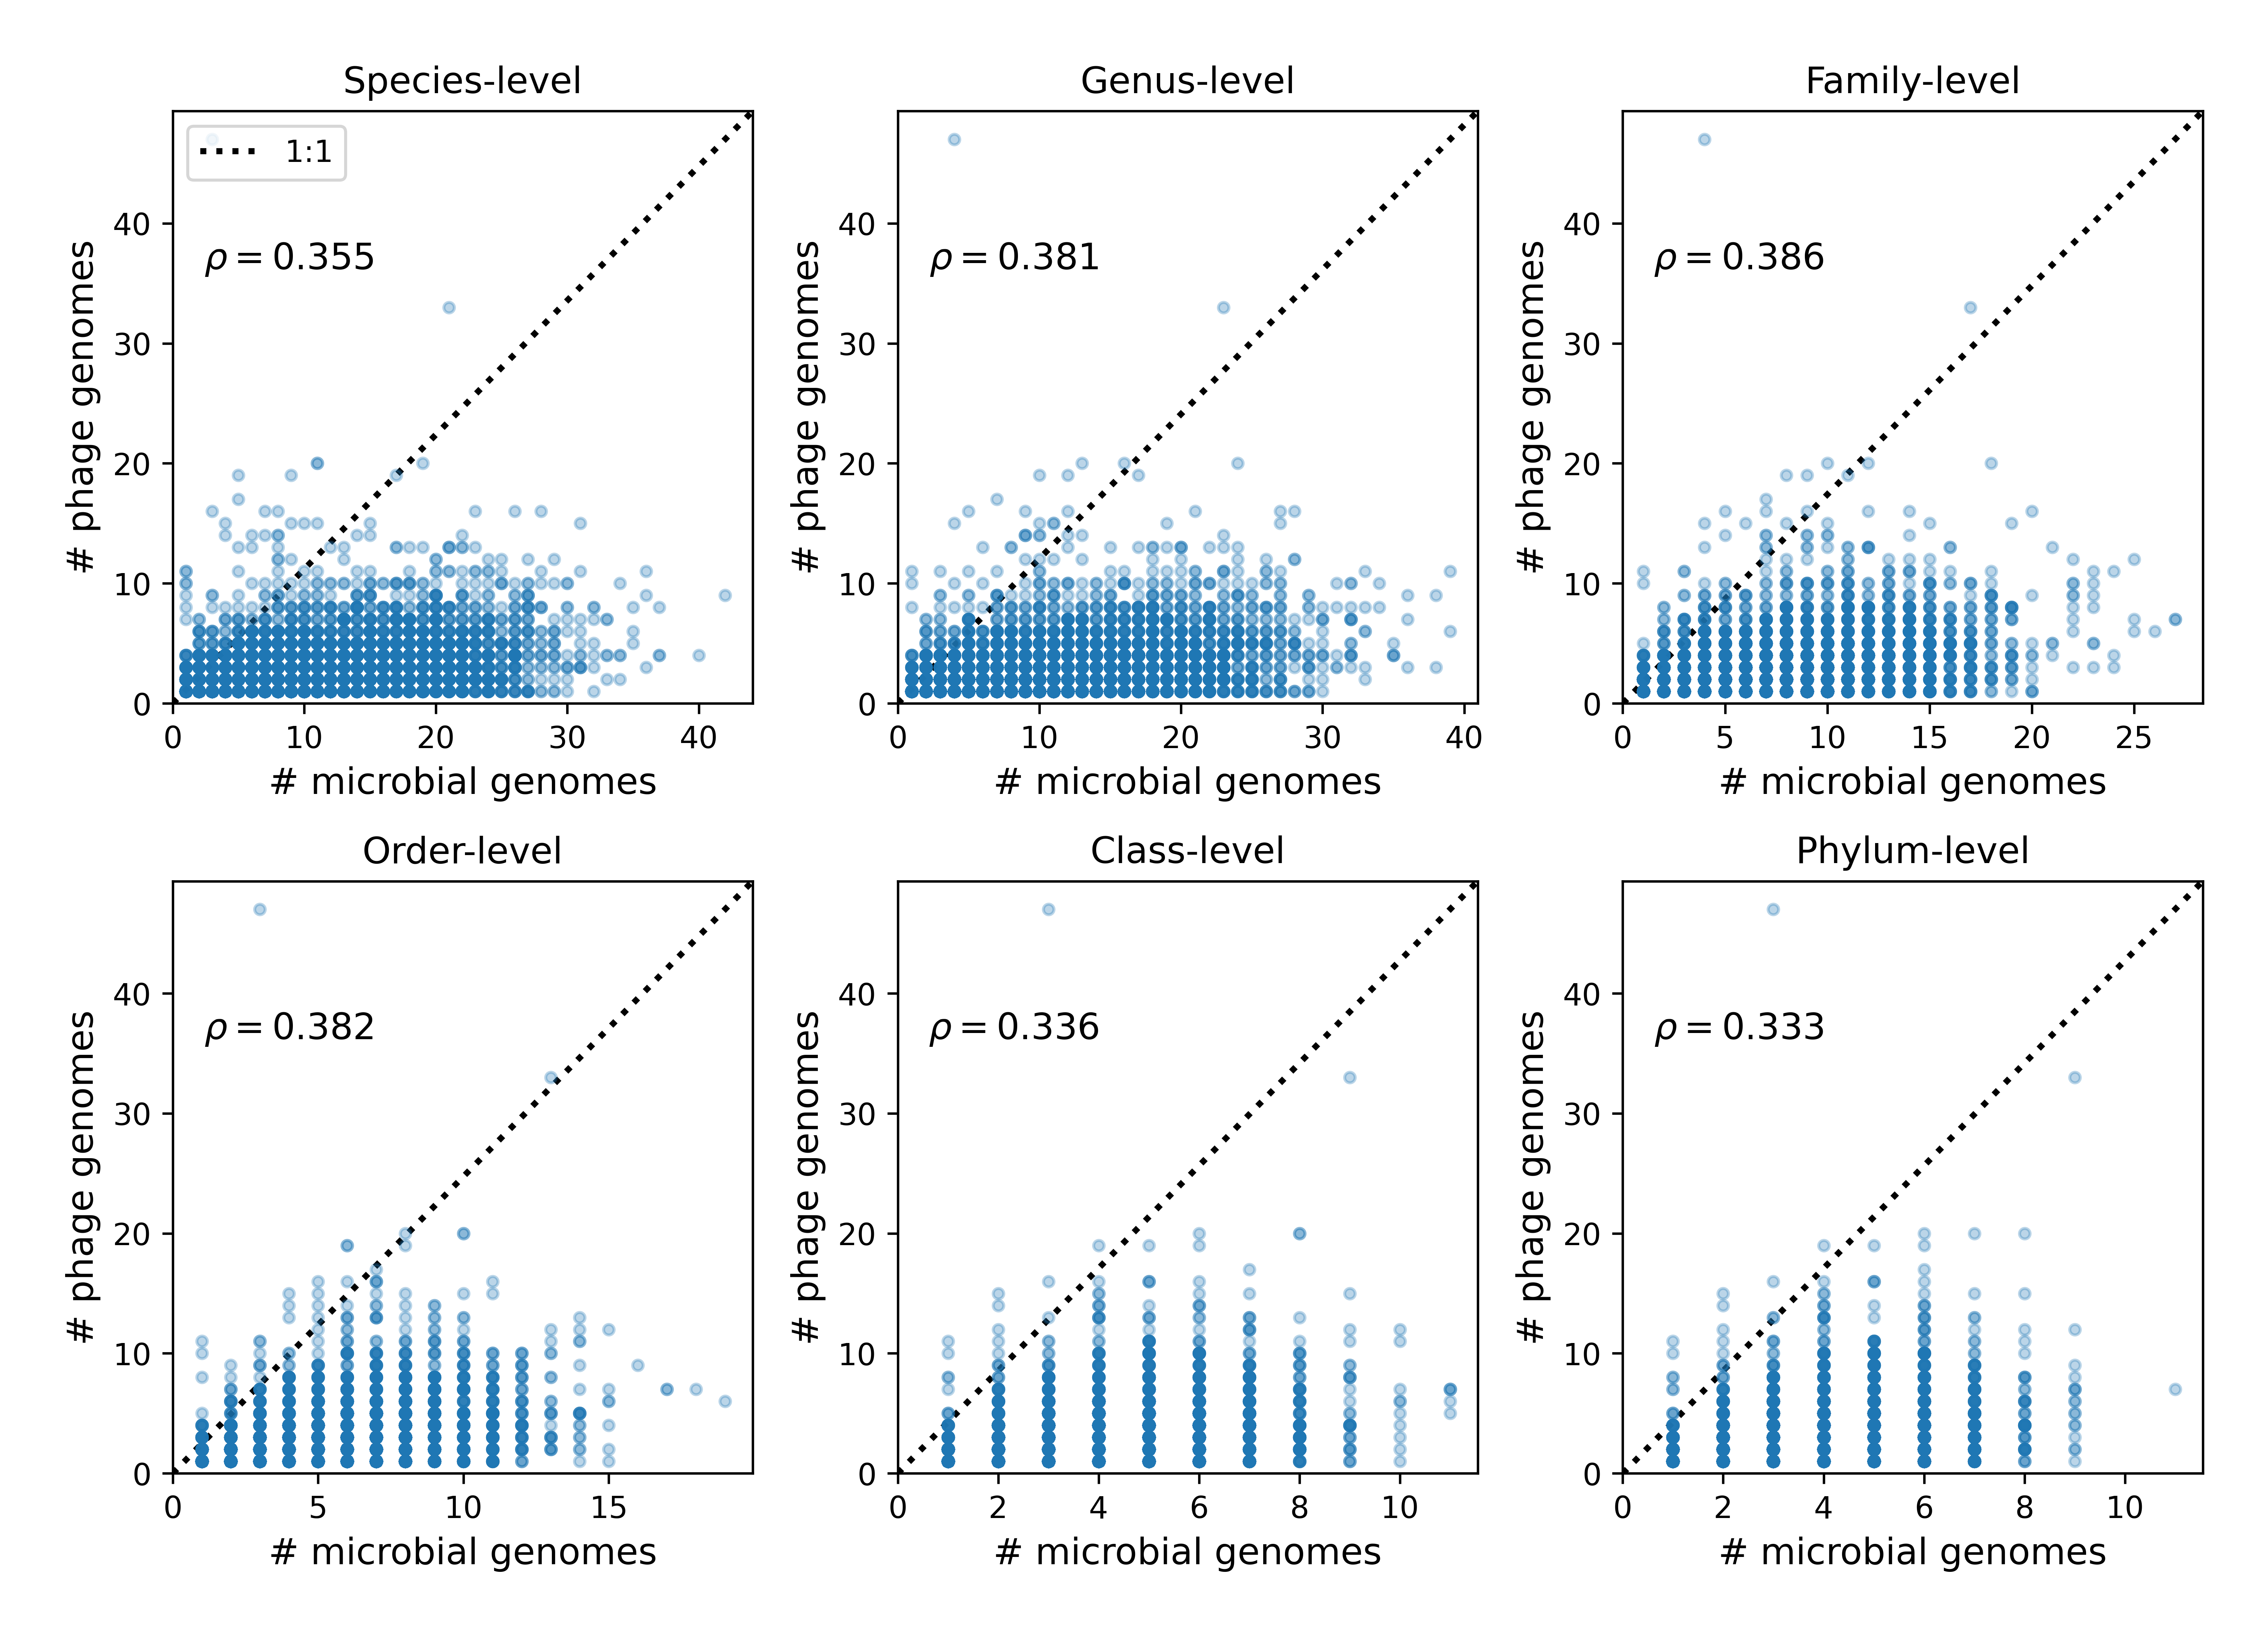 Species-level
Genus-level
Family-level
1:1
ρ = 0.355
ρ = 0.381
ρ = 0.386
# phage genomes
0
10
20
30
40
# phage genomes
0
10
20
30
40
# phage genomes
0
10
20
30
40
0 10 20 30 40
0 10 20 30 40
0 5 10 15 20 25
# microbial genomes
# microbial genomes
# microbial genomes
Order-level
Class-level
Phylum-level
ρ = 0.382
ρ = 0.336
ρ = 0.333
# phage genomes
0
10
20
30
40
# phage genomes
0
10
20
30
40
# phage genomes
0
10
20
30
40
0 5 10 15
0 2 4 6 8 10
0 2 4 6 8 10
# microbial genomes
# microbial genomes
# microbial genomes